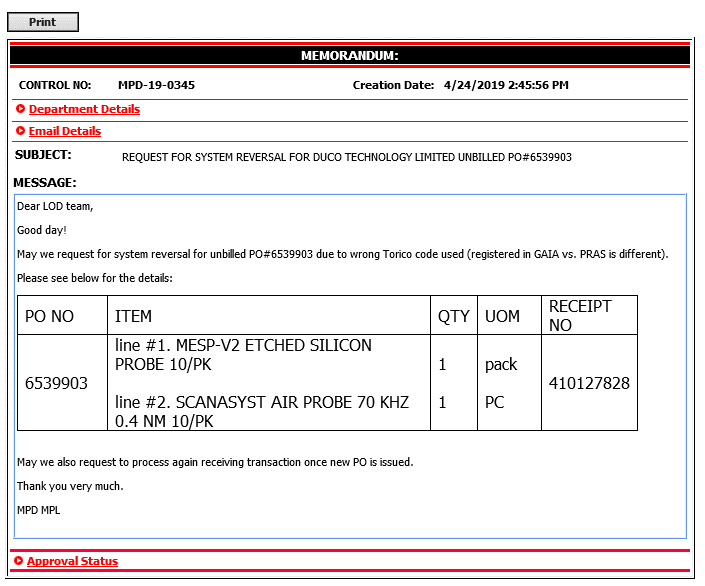 Print
MEMORANDUM:
CONTROL NO: MPD-19-0345 Creation Date: 4/24/2019 2:45:56 PM
Department Details
Email Details
SUBJECT: REQUEST FOR SYSTEM REVERSAL FOR DUCO TECHNOLOGY LIMITED UNBILLED PO#6539903
MESSAGE:
Dear LOD team,
Good day!
May we request for system reversal for unbilled PO#6539903 due to wrong Torico code used (registered in GAIA vs. PRAS is different).
Please see below for the details:
PO NO ITEM QTY UOM RECEIPT
NO
line #1. MESP-V2 ETCHED SILICON
PROBE 10/PK 1 pack
6539903 410127828
line #2. SCANASYST AIR PROBE 70 KHZ 1 PC
0.4 NM 10/PK
May we also request to process again receiving transaction once new PO is issued.
Thank you very much.
MPD MPL
Approval Status